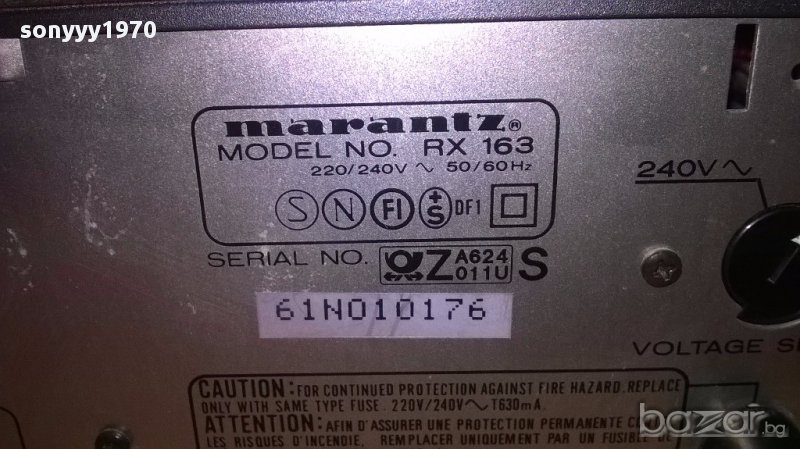 sonyyy1970
marantz®
MODEL NO. RX 163
220/240V ~ 50/60Hz
S N FI +S DF1
SERIAL NO. Z A624 011U S
61N010176
240V~
VOLTAGE S
CAUTION: FOR CONTINUED PROTECTION AGAINST FIRE HAZARD. REPLACE
ONLY WITH SAME TYPE FUSE. 220V/240V~T630mA.
ATTENTION: AFIN D'ASSURER UNE PROTECTION PERMANENTE CONT
LES RISQUES D'INCENDIE, REMPLACER UNIQUEMENT PAR UN FUSIBLE DE
bazar.bg